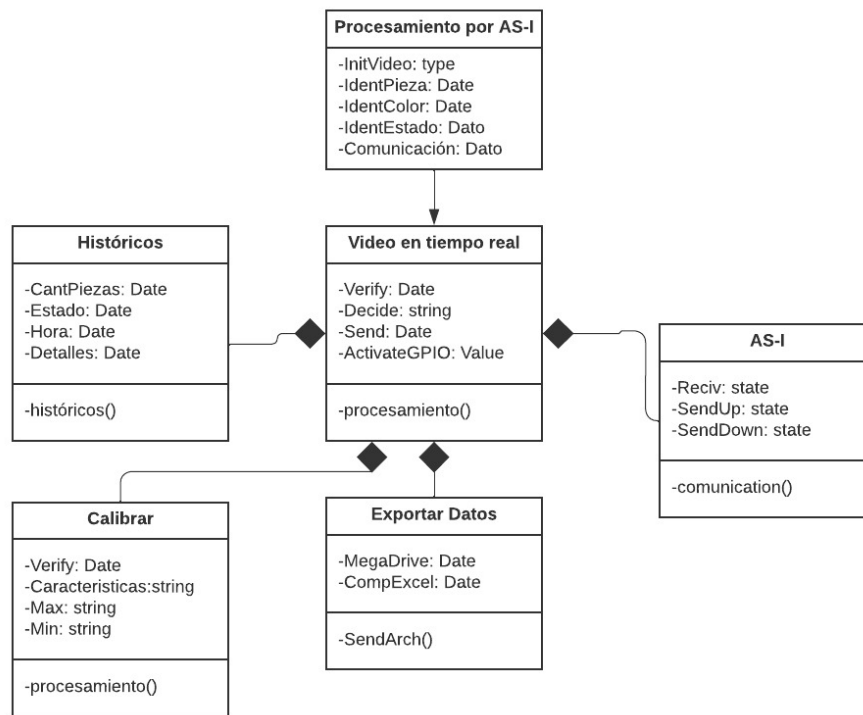 Procesamiento por AS-I
-InitVideo: type
-IdentPieza: Date
-IdentColor: Date
-IdentEstado: Dato
-Comunicación: Dato
Históricos
-CantPiezas: Date
-Estado: Date
-Hora: Date
-Detalles: Date
-históricos()
Video en tiempo real
-Verify: Date
-Decide: string
-Send: Date
-ActivateGPIO: Value
-procesamiento()
AS-I
-Reciv: state
-SendUp: state
-SendDown: state
-comunication()
Calibrar
-Verify: Date
-Caracteristicas:string
-Max: string
-Min: string
-procesamiento()
Exportar Datos
-MegaDrive: Date
-CompExcel: Date
-SendArch()